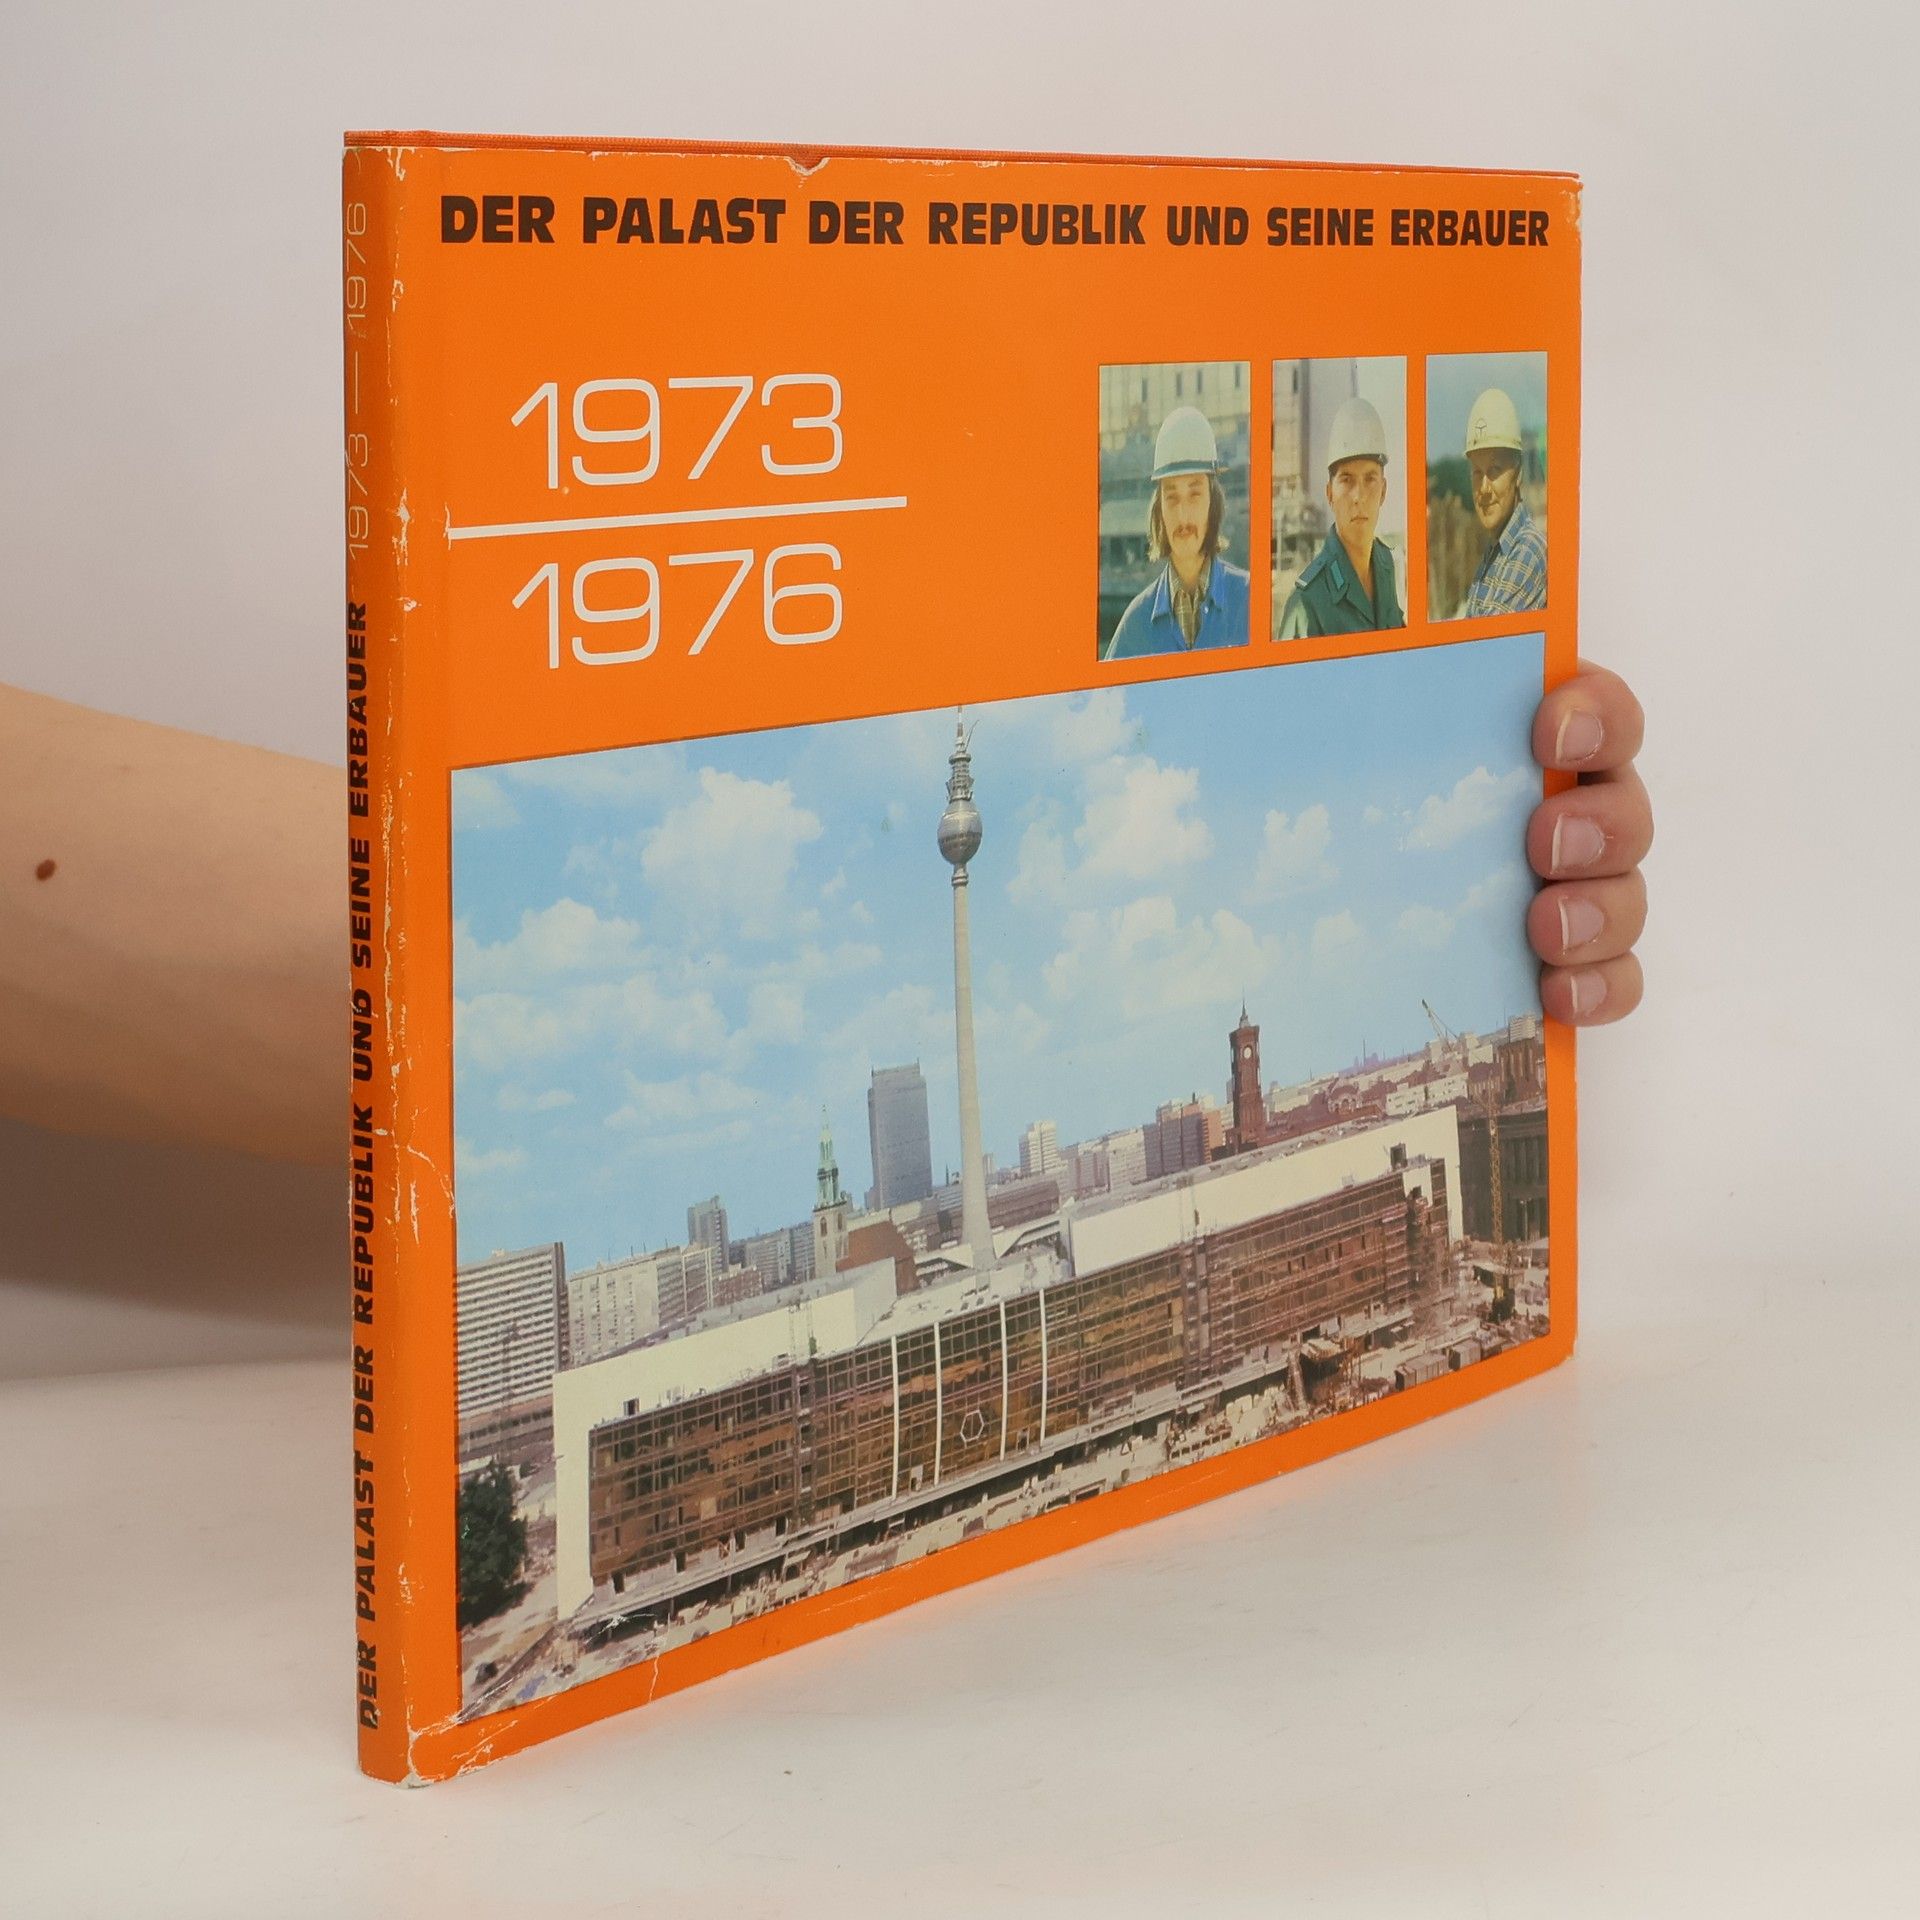 DER PALAST DER REPUBLIK UND SEINE ERBAUER
1973
1976
DER PALAST DER REPUBLIK UND SEINE ERBAUER 1973 — 1976